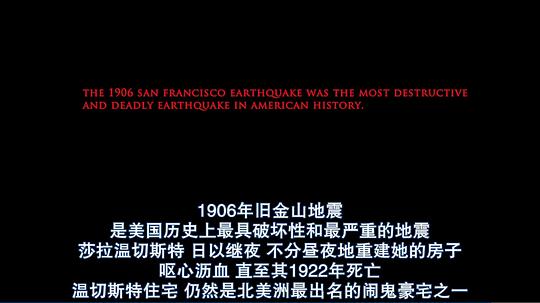 THE 1906 SAN FRANCISCO EARTHQUAKE WAS THE MOST DESTRUCTIVE
AND DEADLY EARTHQUAKE IN AMERICAN HISTORY.
1906年旧金山地震
是美国历史上最具破坏性和最严重的地震
莎拉温切斯特 日以继夜 不分昼夜地重建她的房子
呕心沥血 直至其1922年死亡
温切斯特住宅 仍然是北美洲最出名的闹鬼豪宅之一